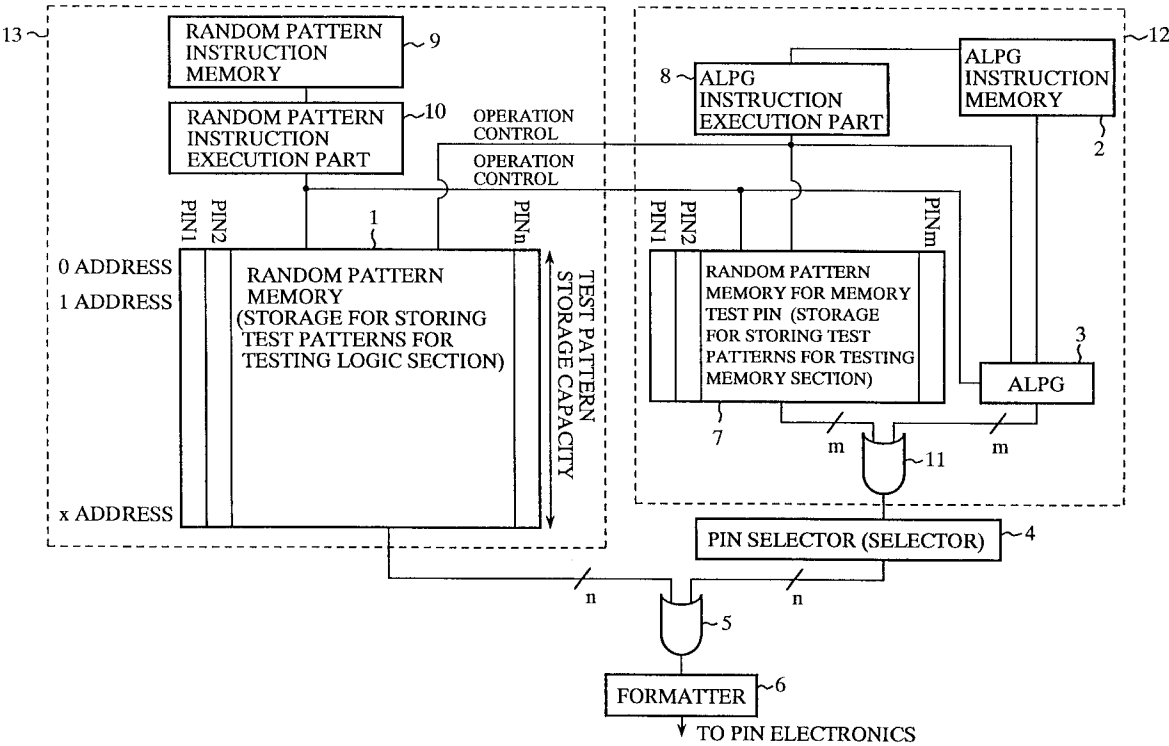 13
RANDOM PATTERN
INSTRUCTION
MEMORY
9
RANDOM PATTERN
INSTRUCTION
EXECUTION PART
10
OPERATION
CONTROL
OPERATION
CONTROL
12
8
ALPG
INSTRUCTION
EXECUTION PART
ALPG
INSTRUCTION
MEMORY
2
PIN1
PIN2
1
PINn
0 ADDRESS
1 ADDRESS
x ADDRESS
RANDOM PATTERN
MEMORY
(STORAGE FOR STORING
TEST PATTERNS FOR
TESTING LOGIC SECTION)
TEST PATTERN
STORAGE CAPACITY
PIN1
PIN2
PINm
RANDOM PATTERN
MEMORY FOR MEMORY
TEST PIN (STORAGE
FOR STORING TEST
PATTERNS FOR TESTING
MEMORY SECTION)
7
3
ALPG
m
m
11
PIN SELECTOR (SELECTOR)
4
n
n
5
FORMATTER
6
TO PIN ELECTRONICS